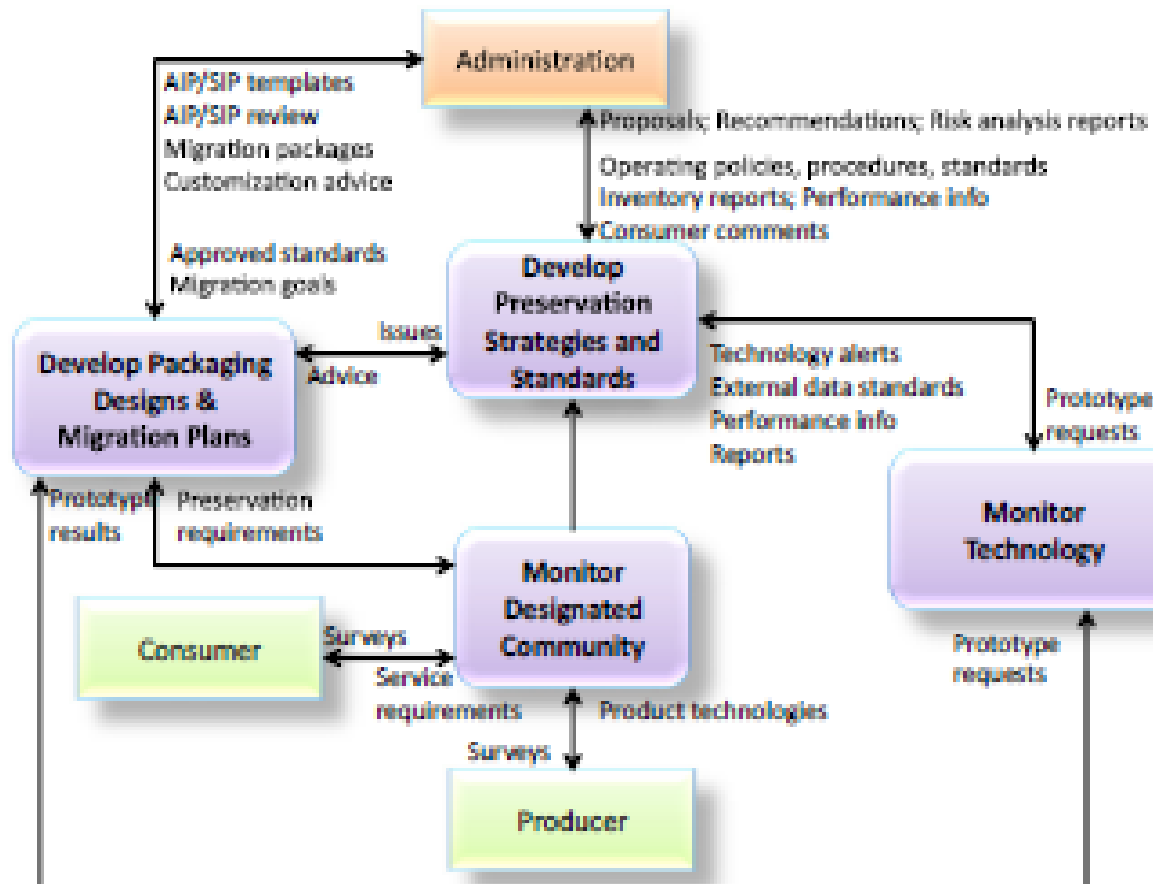 Administration
AIP/SIP templates
AIP/SIP review
Migration packages
Customization advice
Proposals; Recommendations; Risk analysis reports
Operating policies, procedures, standards
Inventory reports; Performance info
Consumer comments
Approved standards
Migration goals
Develop
Preservation
Strategies and
Standards
Issues
Advice
Develop Packaging
Designs &
Migration Plans
Technology alerts
External data standards
Performance info
Reports
Prototype
requests
Prototype
results
Preservation
requirements
Monitor
Technology
Monitor
Designated
Community
Consumer
Surveys
Service
requirements
Prototype
requests
Product technologies
Surveys
Producer